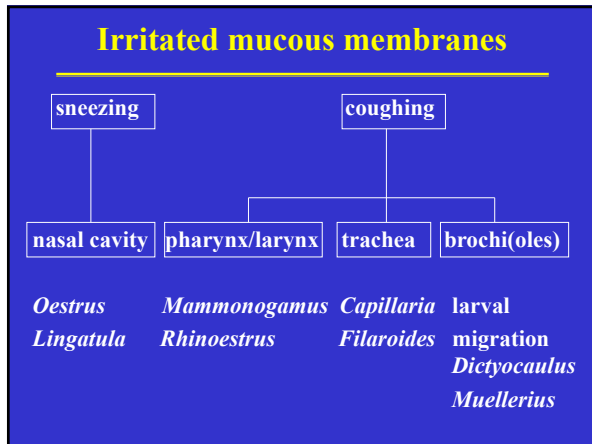 Irritated mucous membranes
sneezing
coughing
nasal cavity
pharynx/larynx
trachea
brochi(oles)
Oestrus
Lingatula
Mammonogamus
Rhinoestrus
Capillaria
Filaroides
larval
migration
Dictyocaulus
Muellerius